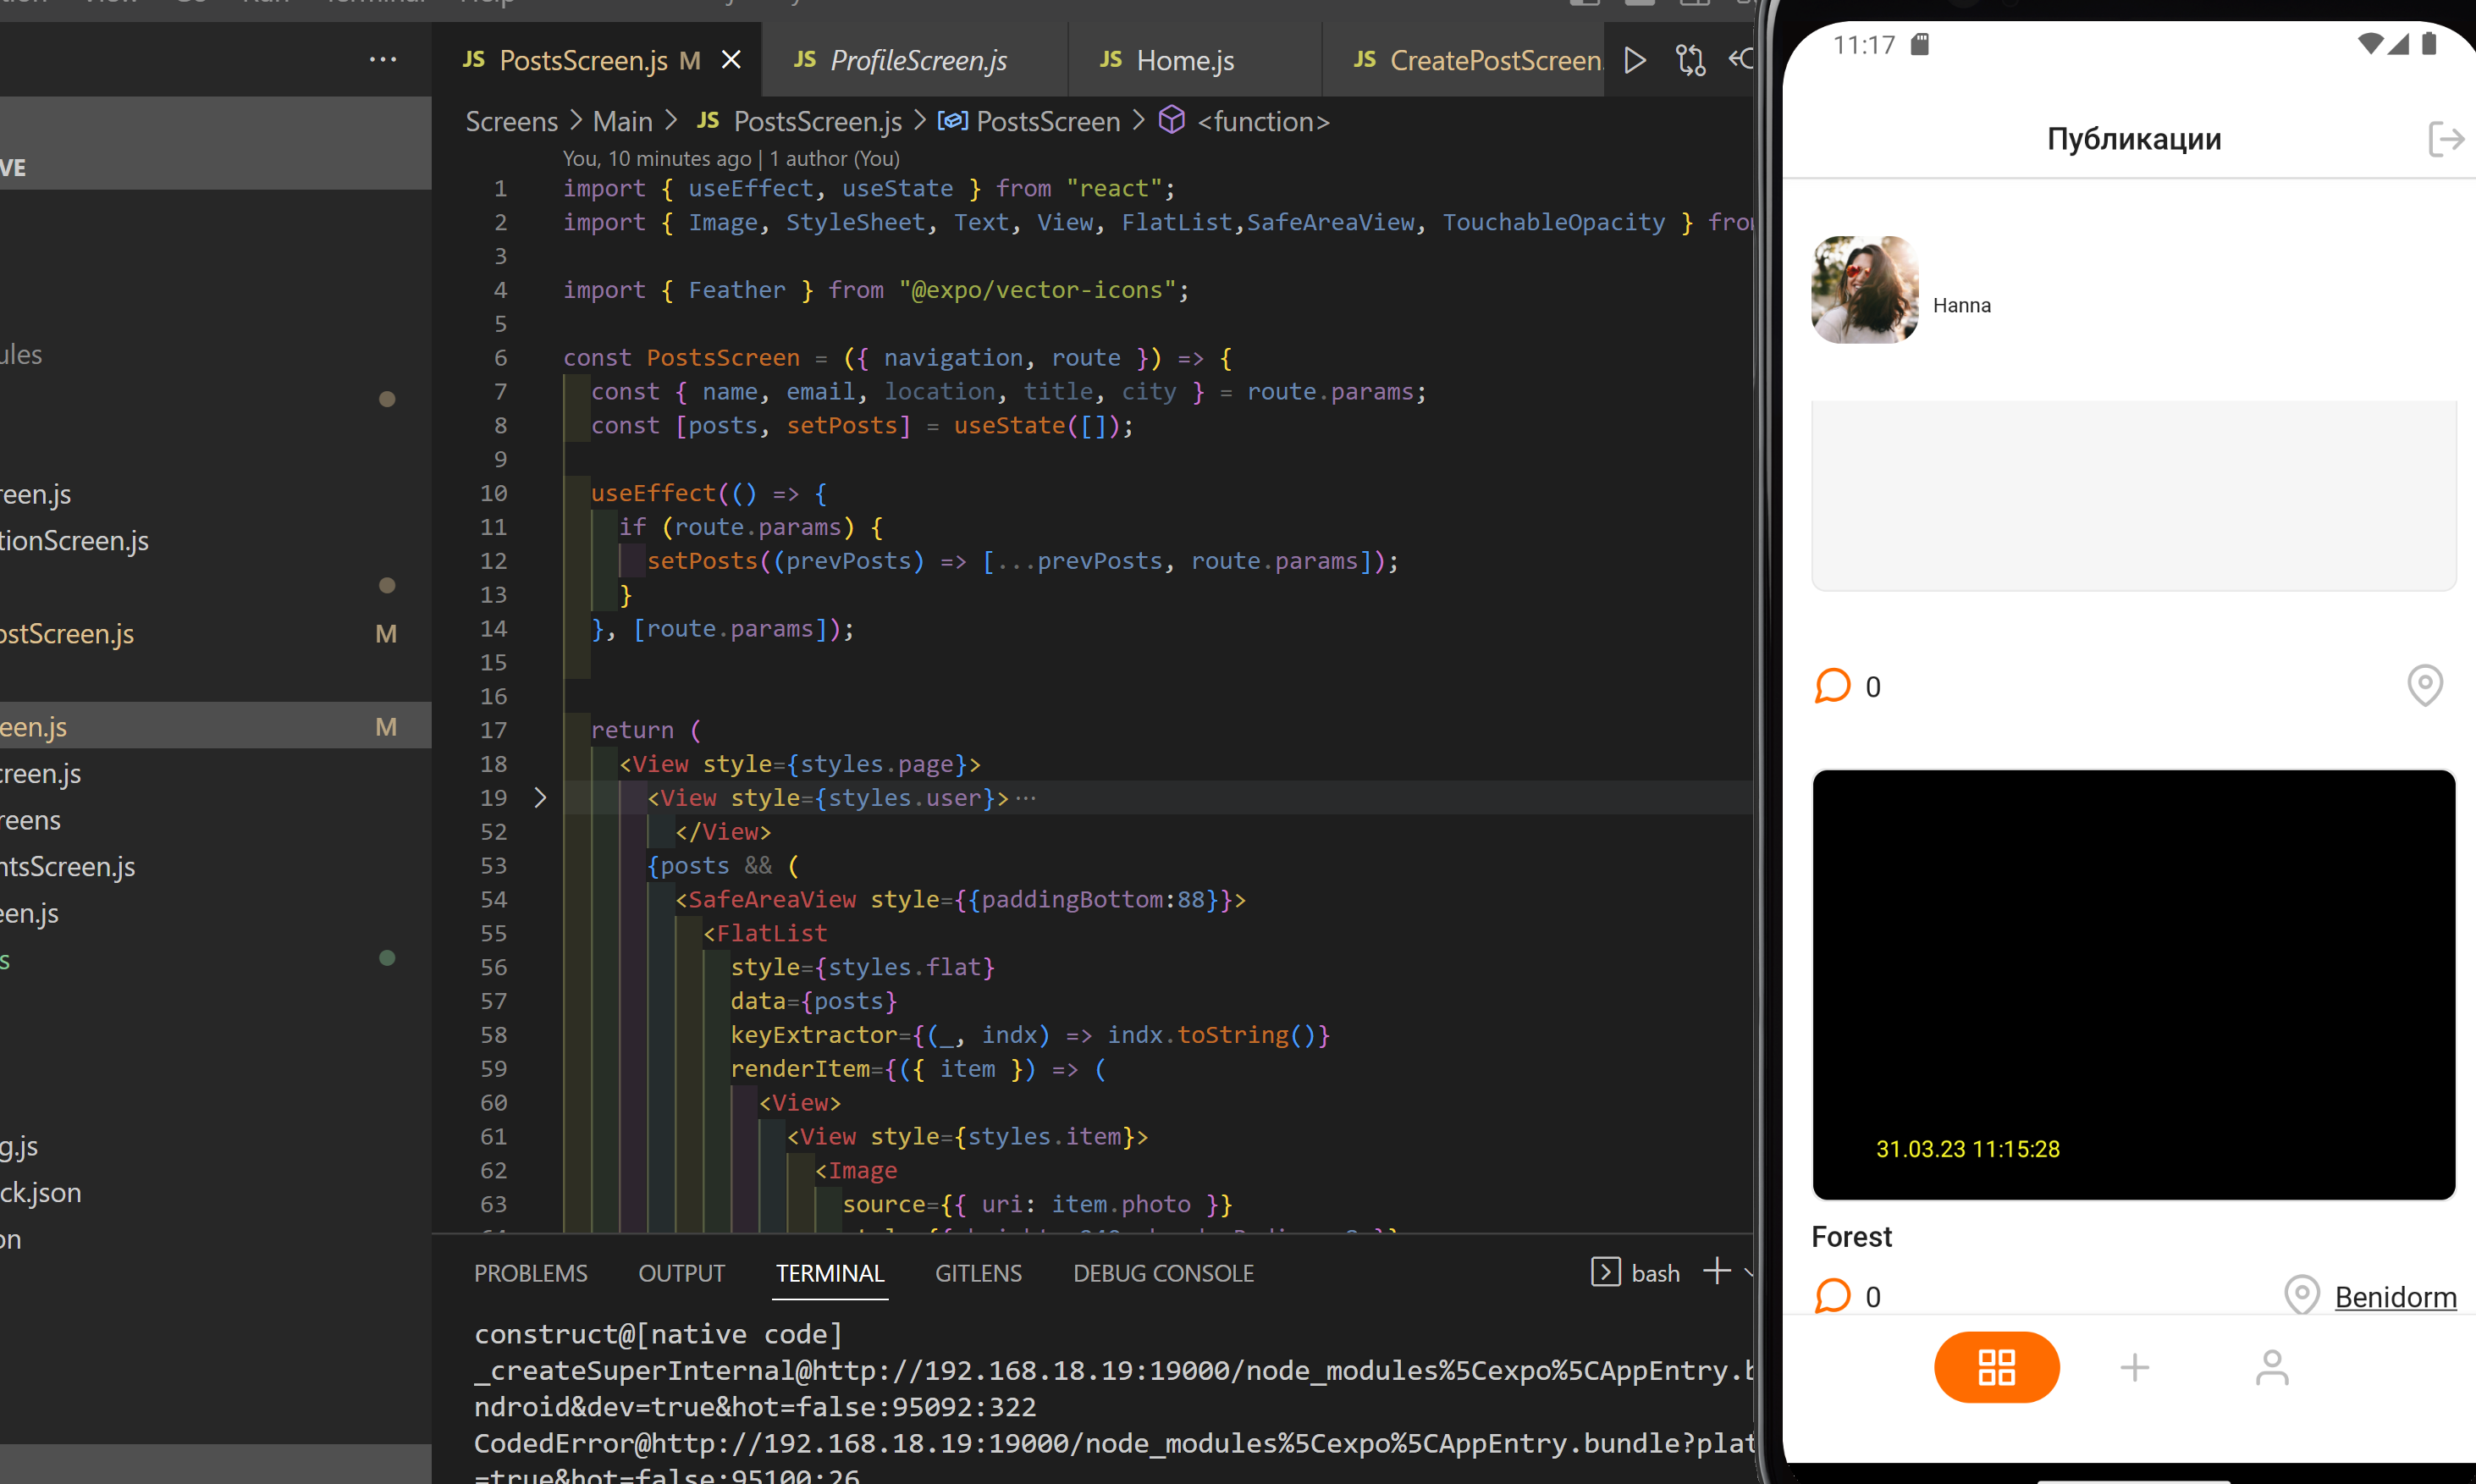 VE
ules
reen.js
tionScreen.js
ostScreen.js M
een.js M
creen.js
reens
ntsScreen.js
een.js
s
g.js
ck.json
on
JS PostsScreen.js M
JS ProfileScreen.js
JS Home.js
JS CreatePostScreen.
Screens > Main > JS PostsScreen.js > PostsScreen > <function>
You, 10 minutes ago | 1 author (You)
1 import { useEffect, useState } from "react";
2 import { Image, StyleSheet, Text, View, FlatList,SafeAreaView, TouchableOpacity } from
3
4 import { Feather } from "@expo/vector-icons";
5
6 const PostsScreen = ({ navigation, route }) => {
7 const { name, email, location, title, city } = route.params;
8 const [posts, setPosts] = useState([]);
9
10 useEffect(() => {
11 if (route.params) {
12 setPosts((prevPosts) => [...prevPosts, route.params]);
13 }
14 }, [route.params]);
15
16
17 return (
18 <View style={styles.page}>
19 <View style={styles.user}>···
52 </View>
53 {posts && (
54 <SafeAreaView style={{paddingBottom:88}}>
55 <FlatList
56 style={styles.flat}
57 data={posts}
58 keyExtractor={(_, indx) => indx.toString()}
59 renderItem={({ item }) => (
60 <View>
61 <View style={styles.item}>
62 <Image
63 source={{ uri: item.photo }}
PROBLEMS OUTPUT TERMINAL GITLENS DEBUG CONSOLE
bash
construct@[native code]
_createSuperInternal@http://192.168.18.19:19000/node_modules%5Cexpo%5CAppEntry.b
ndroid&dev=true&hot=false:95092:322
CodedError@http://192.168.18.19:19000/node_modules%5Cexpo%5CAppEntry.bundle?plat
=true&hot=false:95100:26
11:17
Публикации
Hanna
0
31.03.23 11:15:28
Forest
0
Benidorm